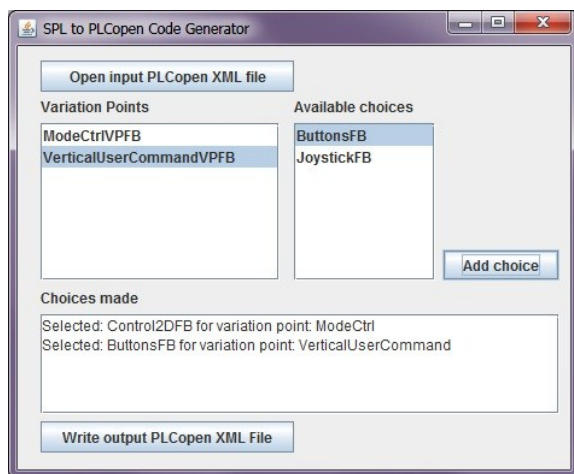 SPL to PLCopen Code Generator
Open input PLCopen XML file
Variation Points
Available choices
ModeCtrlVPFB
VerticalUserCommandVPFB
ButtonsFB
JoystickFB
Add choice
Choices made
Selected: Control2DFB for variation point: ModeCtrl
Selected: ButtonsFB for variation point: VerticalUserCommand
Write output PLCopen XML File